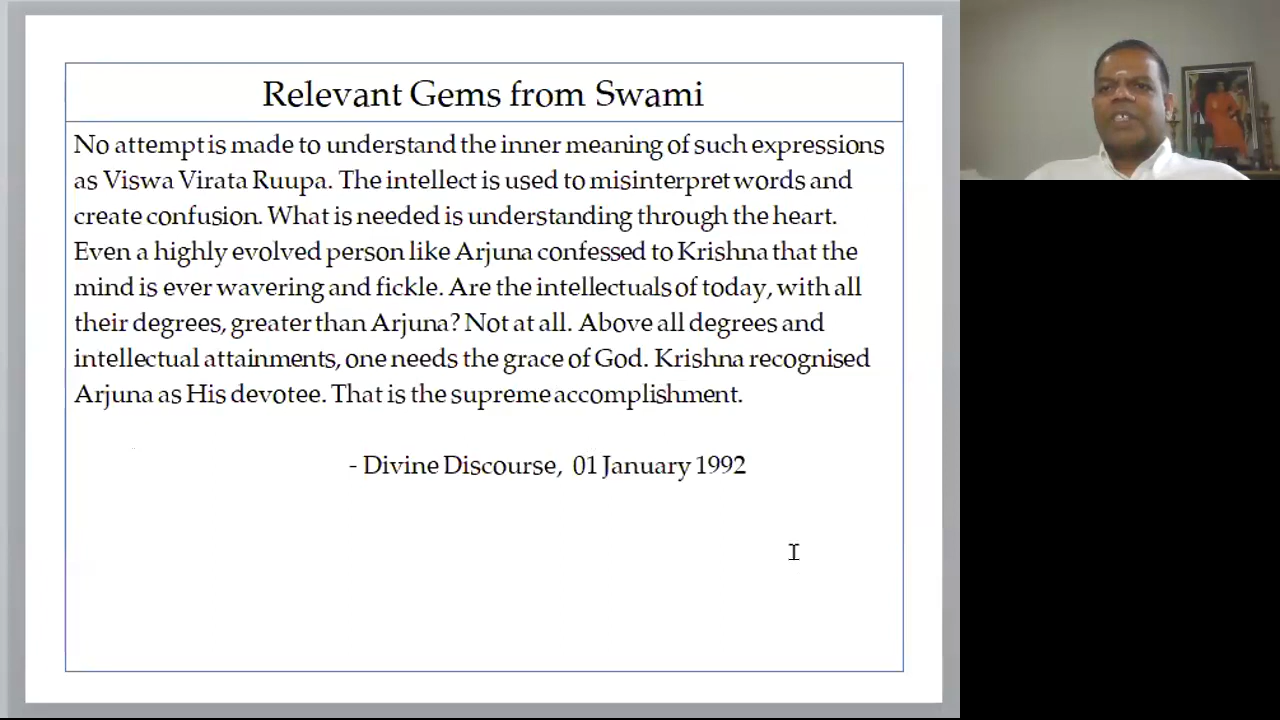 Relevant Gems from Swami
No attempt is made to understand the inner meaning of such expressions
as Viswa Virata Ruupa. The intellect is used to misinterpret words and
create confusion. What is needed is understanding through the heart.
Even a highly evolved person like Arjuna confessed to Krishna that the
mind is ever wavering and fickle. Are the intellectuals of today, with all
their degrees, greater than Arjuna? Not at all. Above all degrees and
intellectual attainments, one needs the grace of God. Krishna recognised
Arjuna as His devotee. That is the supreme accomplishment.
- Divine Discourse, 01 January 1992